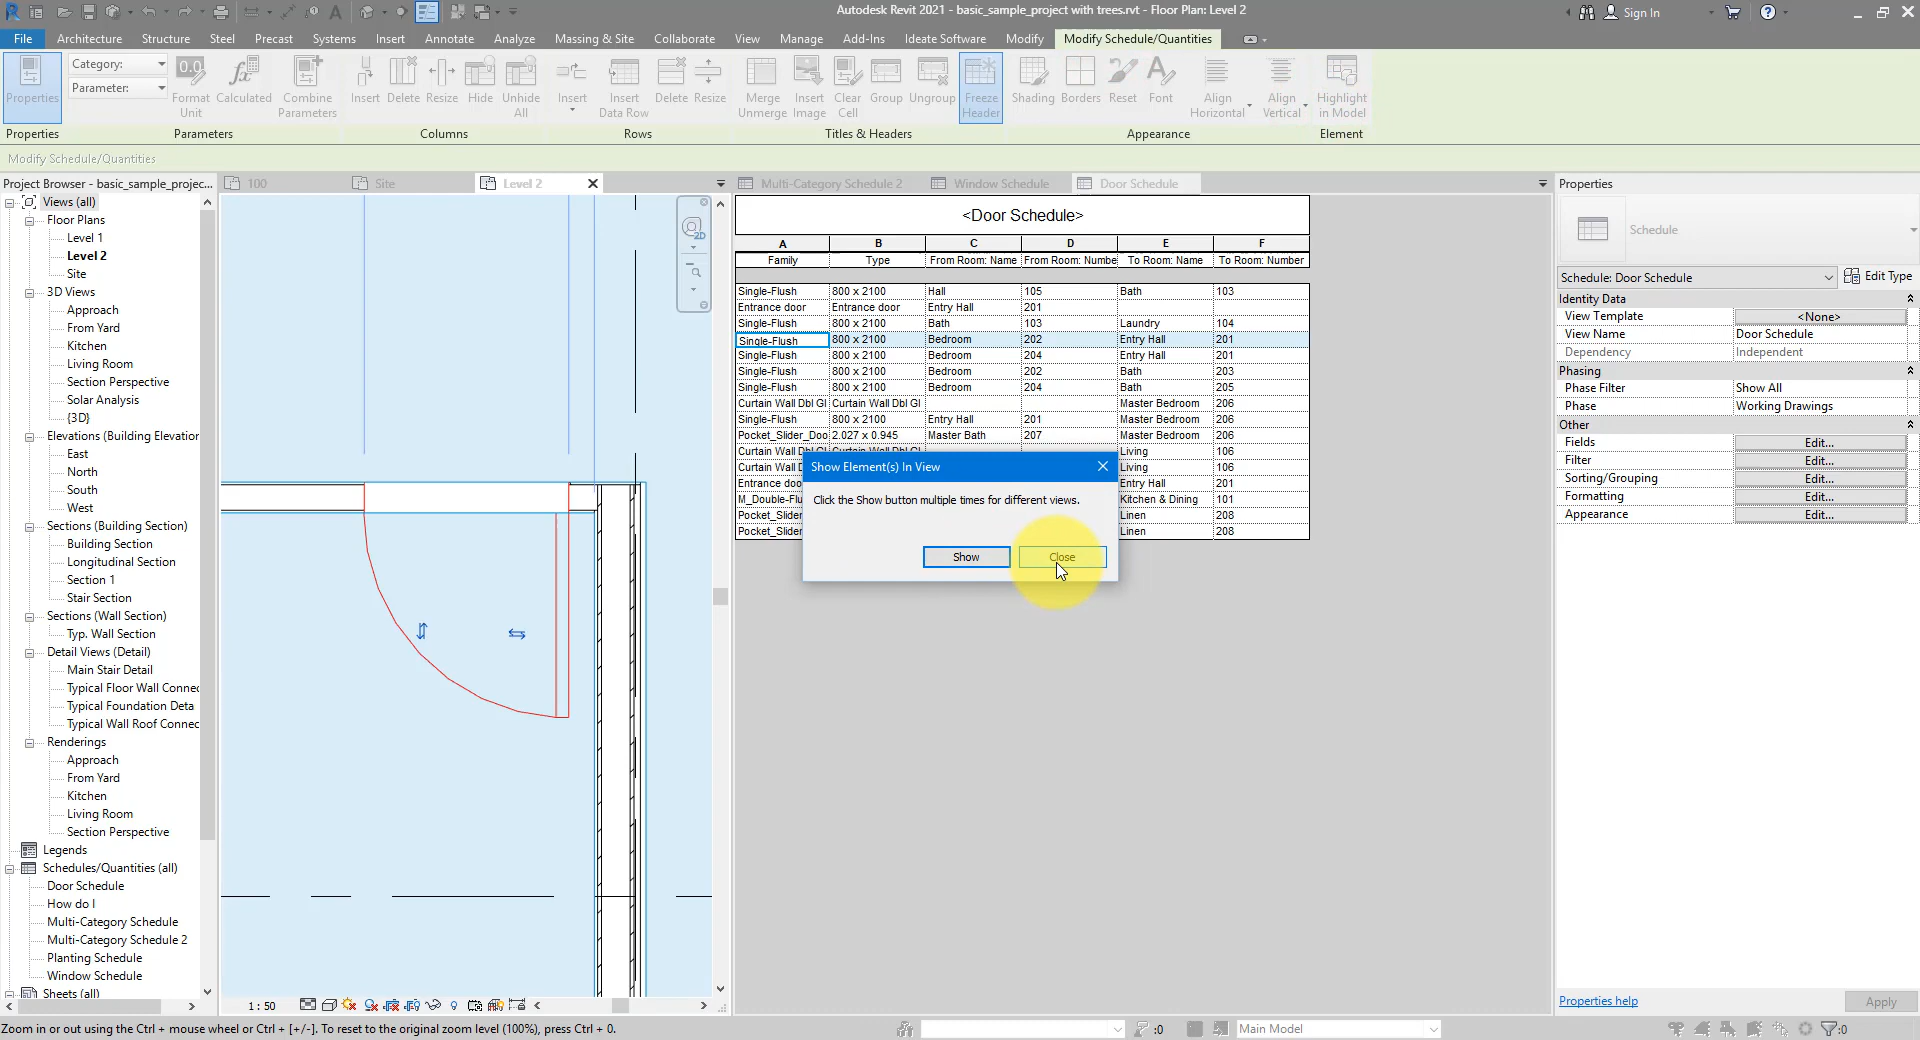 Autodesk Revit 2021 - basic_sample_project with trees.rvt - Floor Plan: Level 2
Sign In
File
Architecture
Structure
Steel
Precast
Systems
Insert
Annotate
Analyze
Massing & Site
Collaborate
View
Manage
Add-Ins
Ideate Software
Modify
Modify Schedule/Quantities
Properties
Category:
Parameter:
Format Unit
Calculated
Combine Parameters
Insert
Delete
Resize
Hide
Unhide All
Insert
Insert Data Row
Delete
Resize
Merge Unmerge
Insert Image
Clear Cell
Group
Ungroup
Freeze Header
Shading
Borders
Reset
Font
Align Horizontal
Align Vertical
Highlight in Model
Properties
Parameters
Columns
Rows
Titles & Headers
Appearance
Element
Modify Schedule/Quantities
Project Browser - basic_sample_projec...
Views (all)
Floor Plans
Level 1
Level 2
Site
3D Views
Approach
From Yard
Kitchen
Living Room
Section Perspective
Solar Analysis
{3D}
Elevations (Building Elevation
East
North
South
West
Sections (Building Section)
Building Section
Longitudinal Section
Section 1
Stair Section
Sections (Wall Section)
Typ. Wall Section
Detail Views (Detail)
Main Stair Detail
Typical Floor Wall Connec
Typical Foundation Deta
Typical Wall Roof Connec
Renderings
Approach
From Yard
Kitchen
Living Room
Section Perspective
Legends
Schedules/Quantities (all)
Door Schedule
How do I
Multi-Category Schedule
Multi-Category Schedule 2
Planting Schedule
Window Schedule
Sheets (all)
100
Site
Level 2
2D
1 : 50
Multi-Category Schedule 2
Window Schedule
Door Schedule
<Door Schedule>
A B C D E F
Family Type From Room: Name From Room: Numbe To Room: Name To Room: Number
Single-Flush 800 x 2100 Hall 105 Bath 103
Entrance door Entrance door Entry Hall 201
Single-Flush 800 x 2100 Bath 103 Laundry 104
Single-Flush 800 x 2100 Bedroom 202 Entry Hall 201
Single-Flush 800 x 2100 Bedroom 204 Entry Hall 201
Single-Flush 800 x 2100 Bedroom 202 Bath 203
Single-Flush 800 x 2100 Bedroom 204 Bath 205
Curtain Wall Dbl Gl Curtain Wall Dbl Gl Master Bedroom 206
Single-Flush 800 x 2100 Entry Hall 201 Master Bedroom 206
Pocket_Slider_Doo 2.027 x 0.945 Master Bath 207 Master Bedroom 206
Curtain Wall Dbl Gl Curtain Wall Dbl Gl Living 106
Curtain Wall Living 106
Entrance doo Entry Hall 201
M_Double-Flu Kitchen & Dining 101
Pocket_Slider Linen 208
Pocket_Slider Linen 208
Show Element(s) In View
Click the Show button multiple times for different views.
Show
Close
Properties
Schedule
Schedule: Door Schedule
Edit Type
Identity Data
View Template <None>
View Name Door Schedule
Dependency Independent
Phasing
Phase Filter Show All
Phase Working Drawings
Other
Fields Edit...
Filter Edit...
Sorting/Grouping Edit...
Formatting Edit...
Appearance Edit...
Properties help
Apply
Zoom in or out using the Ctrl + mouse wheel or Ctrl + [+/-]. To reset to the original zoom level (100%), press Ctrl + 0.
:0
Main Model
:0